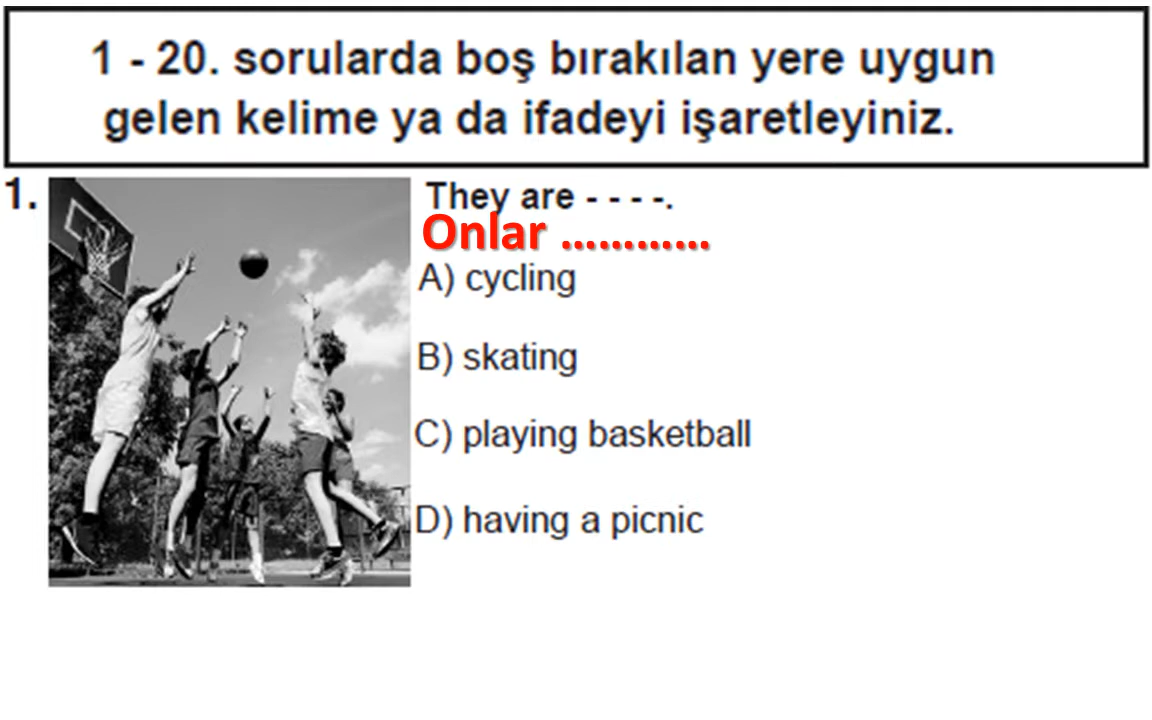 1 - 20. sorularda boş bırakılan yere uygun
gelen kelime ya da ifadeyi işaretleyiniz.
1.
They are - - - -.
Onlar …………
A) cycling
B) skating
C) playing basketball
D) having a picnic